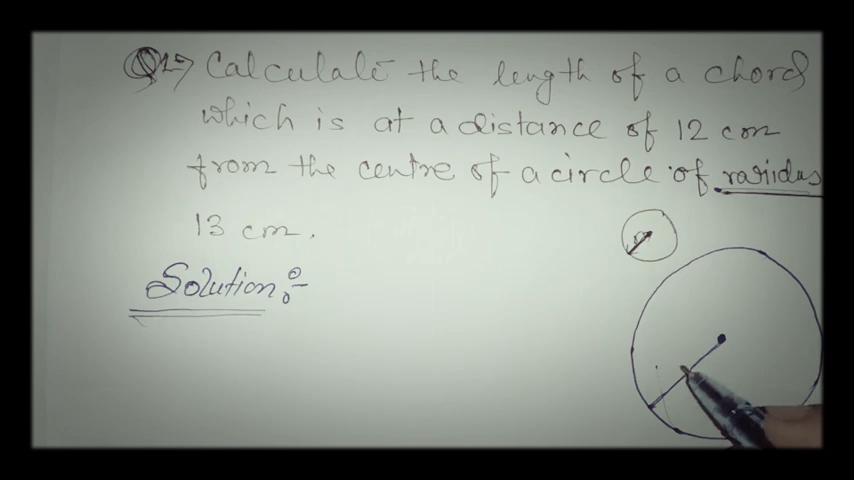 Q1⇒ Calculate the length of a chord
which is at a distance of 12 cm
from the centre of a circle of radius
13 cm.
Solution:-